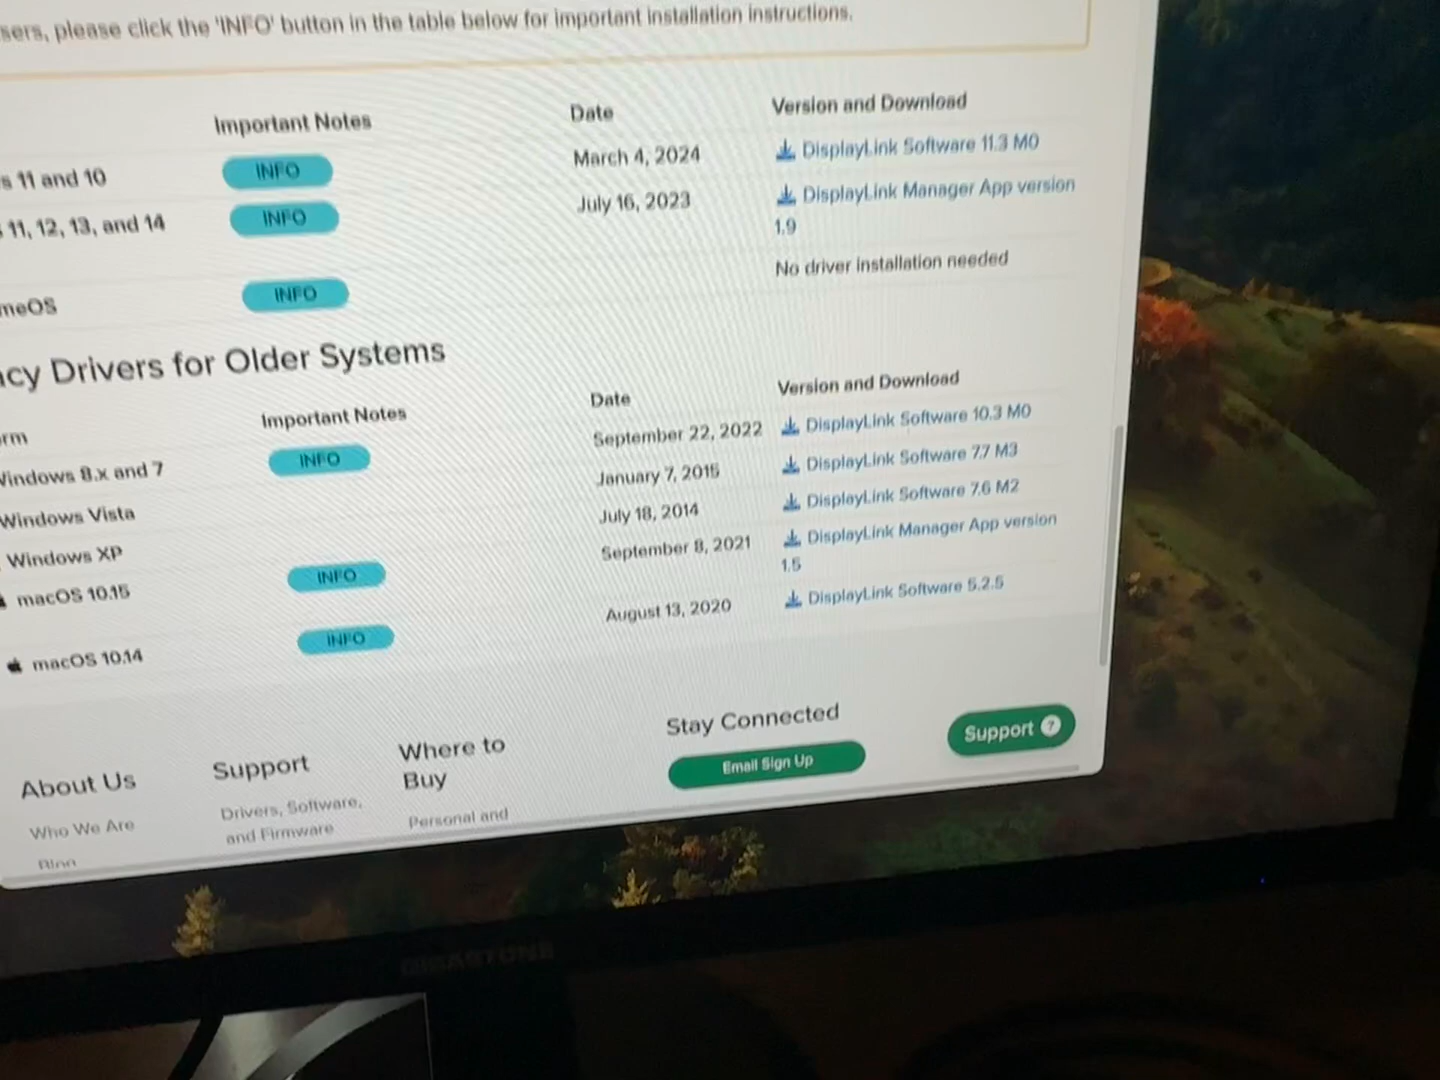 sers, please click the 'INFO' button in the table below for important installation instructions.
Important Notes Date Version and Download
s 11 and 10 INFO March 4, 2024 DisplayLink Software 11.3 M0
11, 12, 13, and 14 INFO July 16, 2023 DisplayLink Manager App version
1.9
meOS INFO No driver installation needed
acy Drivers for Older Systems
orm Important Notes Date Version and Download
Windows 8.x and 7 INFO September 22, 2022 DisplayLink Software 10.3 M0
Windows Vista January 7, 2015 DisplayLink Software 7.7 M3
Windows XP July 18, 2014 DisplayLink Software 7.6 M2
macOS 10.15 INFO September 8, 2021 DisplayLink Manager App version
1.5
macOS 10.14 INFO August 13, 2020 DisplayLink Software 5.2.5
About Us
Who We Are
Blog
Support
Drivers, Software,
and Firmware
Where to
Buy
Personal and
Stay Connected
Email Sign Up
Support ?